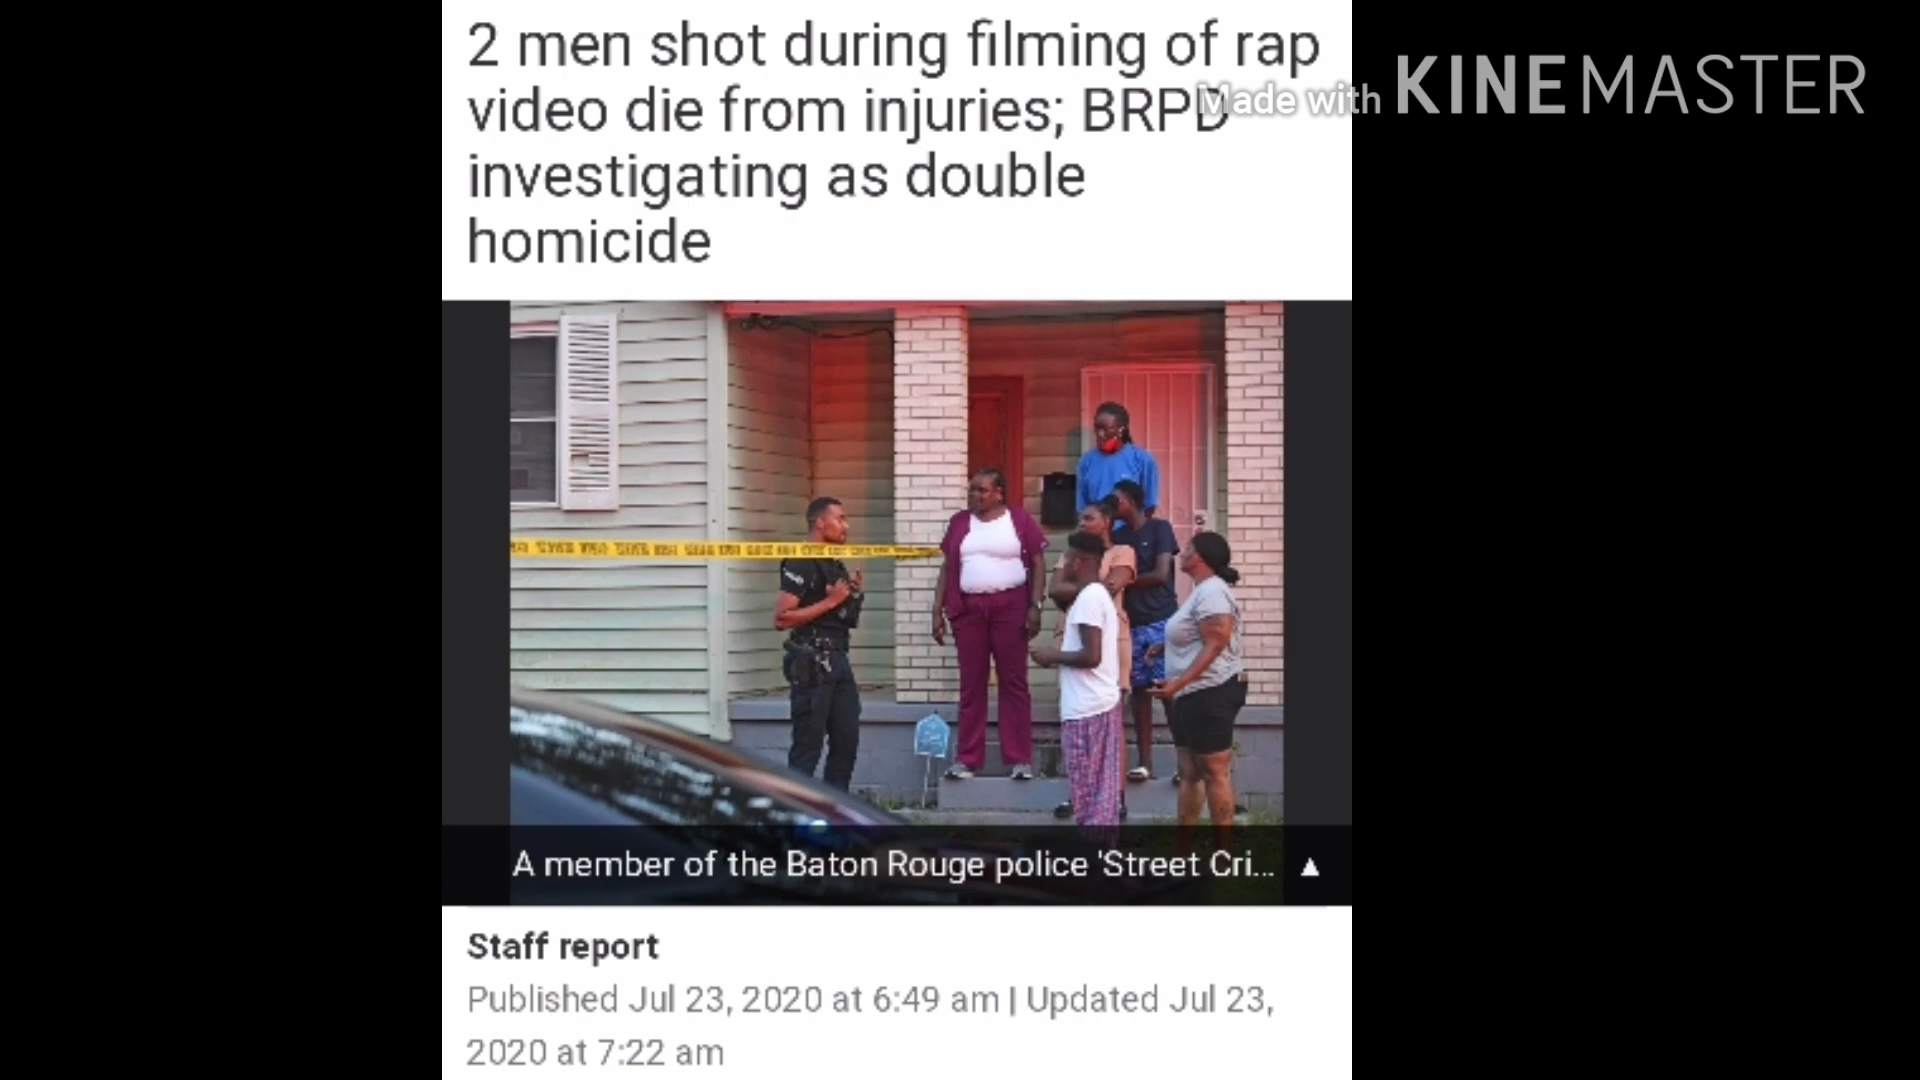 2 men shot during filming of rap
video die from injuries; BRPD
investigating as double
homicide
Made with KINEMASTER
A member of the Baton Rouge police 'Street Cri...
Staff report
Published Jul 23, 2020 at 6:49 am | Updated Jul 23,
2020 at 7:22 am